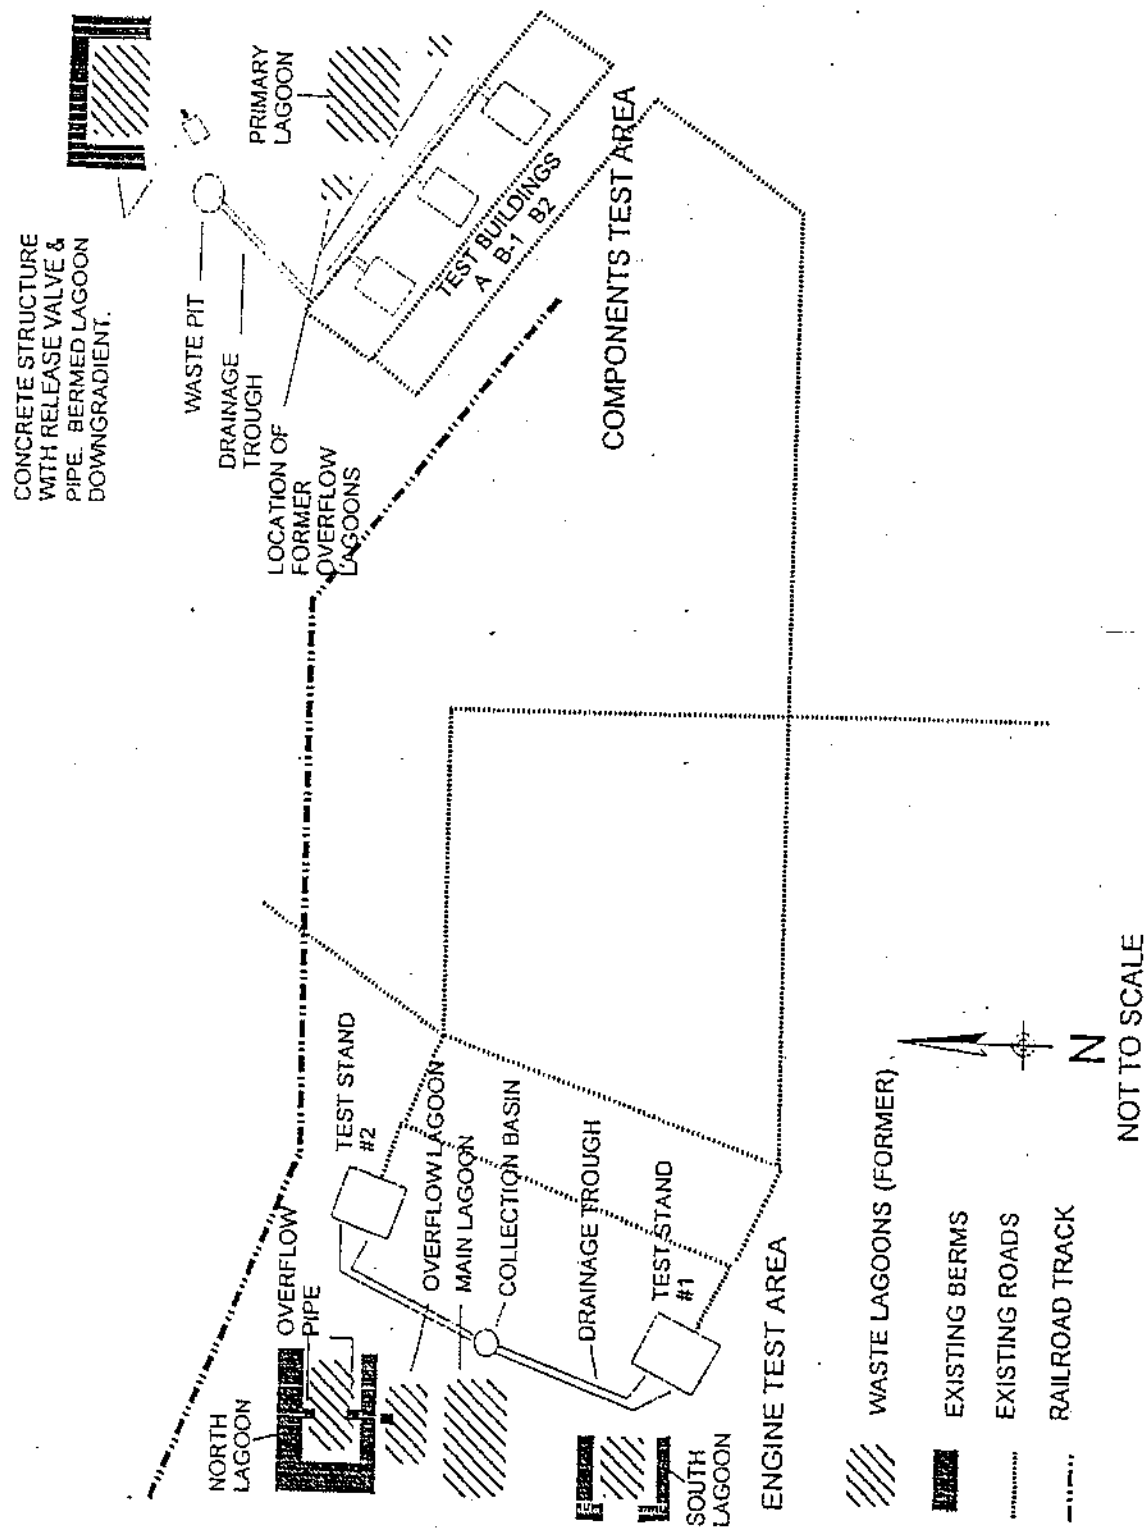 CONCRETE STRUCTURE
WITH RELEASE VALVE &
PIPE. BERMED LAGOON
DOWNGRADIENT.
WASTE PIT
DRAINAGE
TROUGH
LOCATION OF
FORMER
OVERFLOW
LAGOONS
PRIMARY
LAGOON
TEST BUILDINGS
A B-1 B2
COMPONENTS TEST AREA
NORTH
LAGOON
OVERFLOW
PIPE
TEST STAND
#2
OVERFLOW LAGOON
MAIN LAGOON
COLLECTION BASIN
DRAINAGE TROUGH
TEST STAND
#1
SOUTH
LAGOON
ENGINE TEST AREA
WASTE LAGOONS (FORMER)
EXISTING BERMS
EXISTING ROADS
RAILROAD TRACK
N
NOT TO SCALE